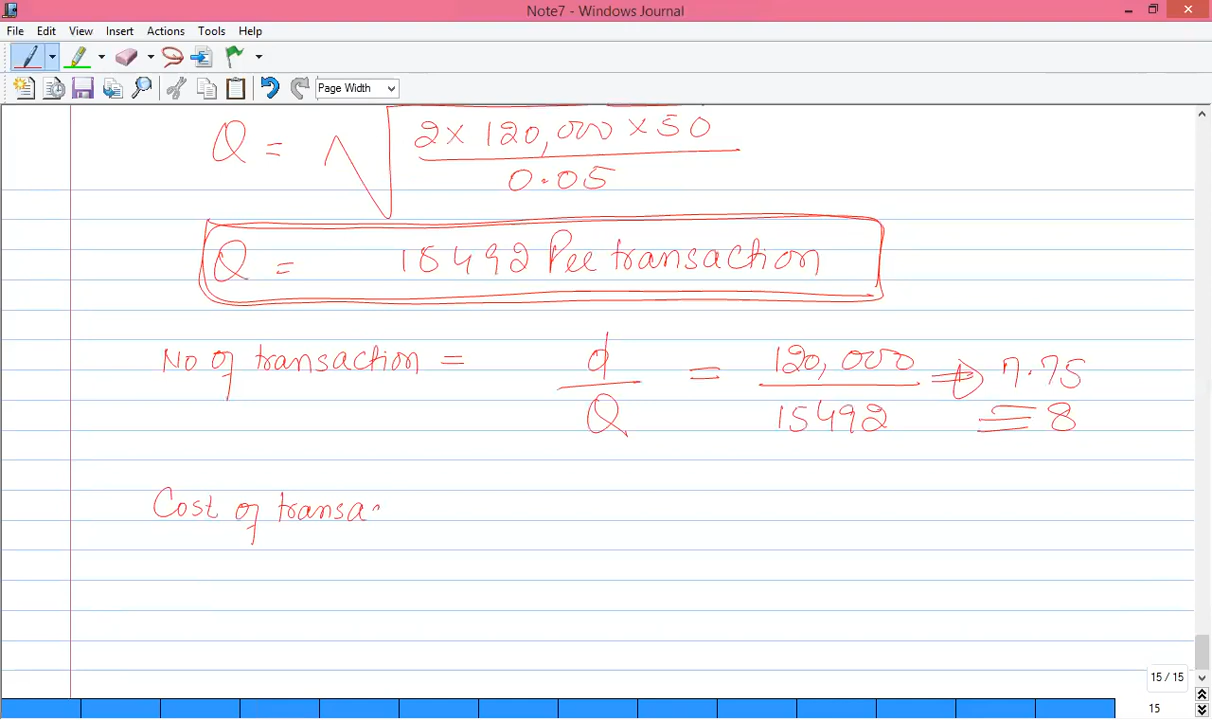 Note7 - Windows Journal
File Edit View Insert Actions Tools Help
Page Width
Q = √ 2 x 120,000 x 50
0.05
Q = 15492 Pee transaction
No of transaction = d = 120,000 ⇒ 7.75
Q 15492 = 8
Cost of transa
15 / 15
15